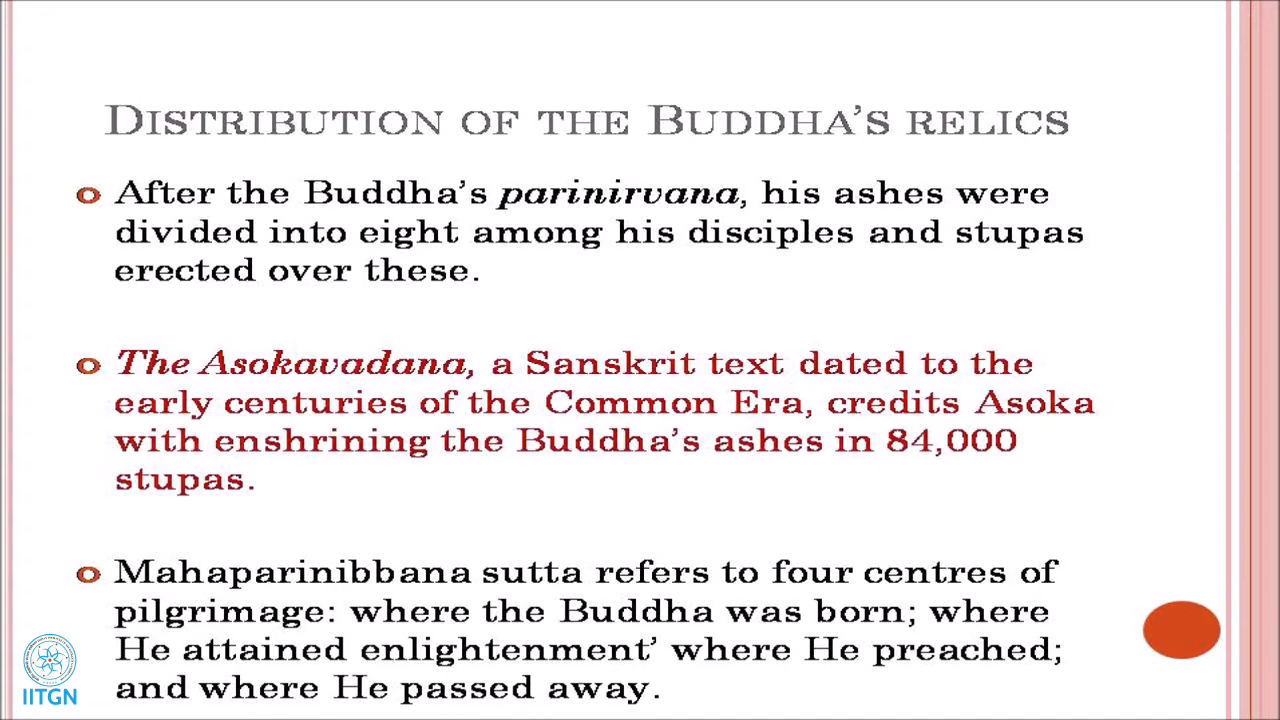 DISTRIBUTION OF THE BUDDHA'S RELICS
After the Buddha's parinirvana, his ashes were
divided into eight among his disciples and stupas
erected over these.
The Asokavadana, a Sanskrit text dated to the
early centuries of the Common Era, credits Asoka
with enshrining the Buddha's ashes in 84,000
stupas.
Mahaparinibbana sutta refers to four centres of
pilgrimage: where the Buddha was born; where
He attained enlightenment' where He preached;
and where He passed away.
IITGN